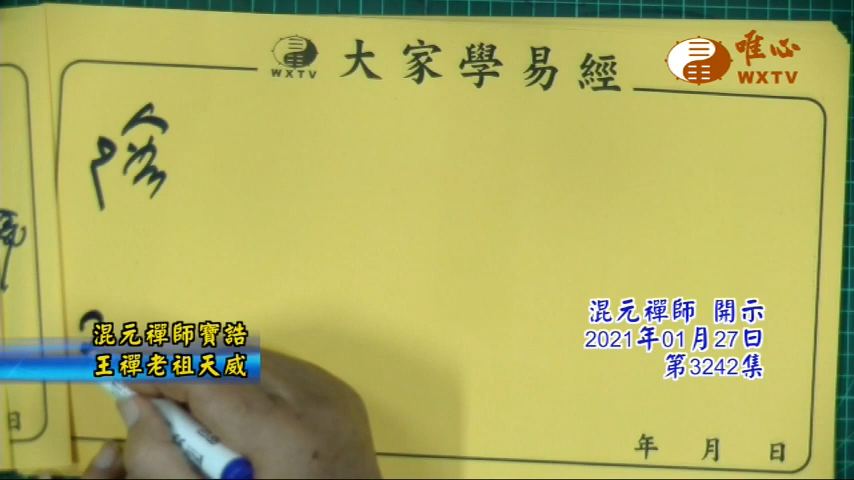 WXTV
大家學易經
唯心
WXTV
陰
混元禪師寶誥
王禪老祖天威
混元禪師 開示
2021年01月27日
第3242集
年 月 日
日